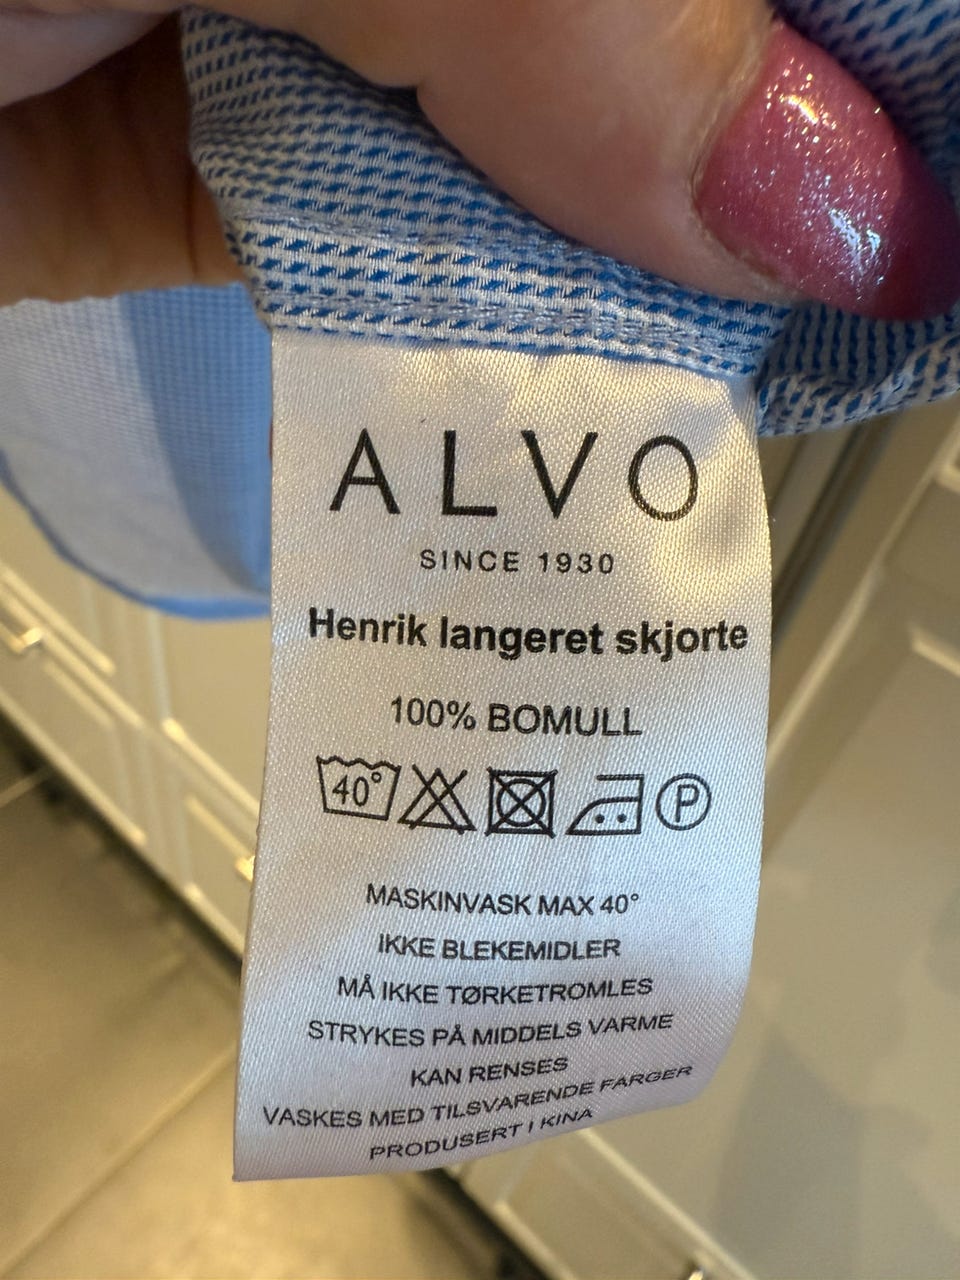 ALVO
SINCE 1930
Henrik langeret skjorte
100% BOMULL
40° P
MASKINVASK MAX 40°
IKKE BLEKEMIDLER
MÅ IKKE TØRKETROMLES
STRYKES PÅ MIDDELS VARME
KAN RENSES
VASKES MED TILSVARENDE FARGER
PRODUSERT I KINA